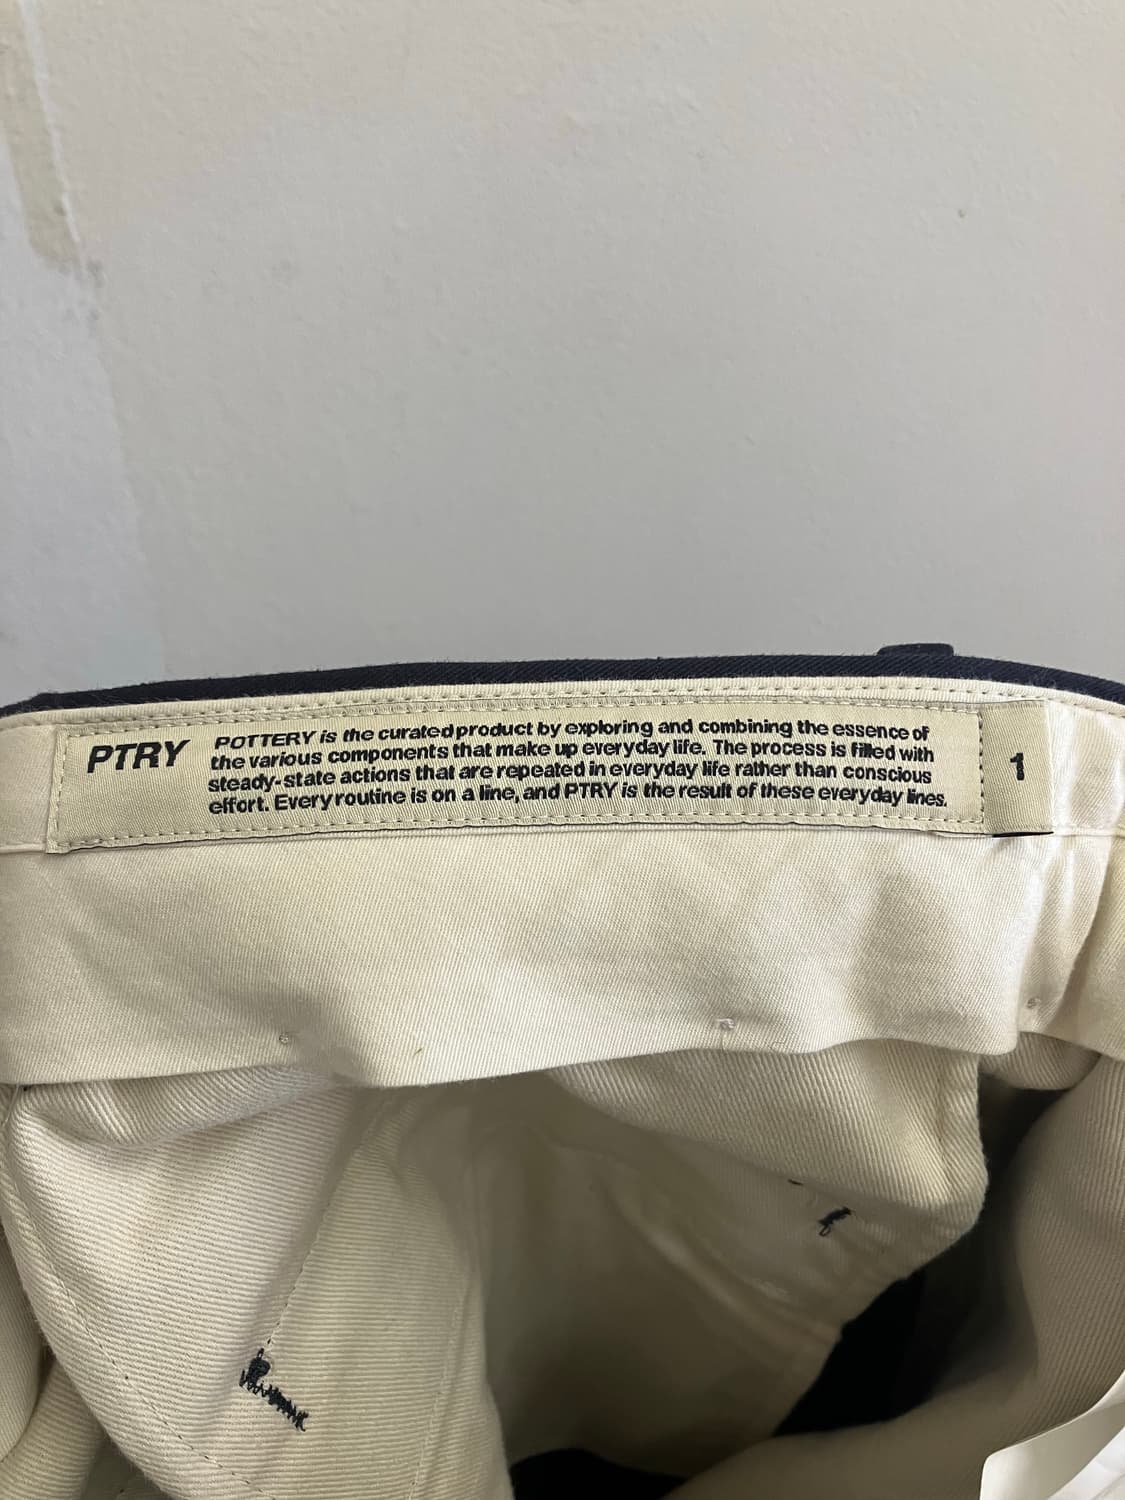 PTRY
POTTERY is the curated product by exploring and combining the essence of
the various components that make up everyday life. The process is filled with
steady-state actions that are repeated in everyday life rather than conscious
effort. Every routine is on a line, and PTRY is the result of these everyday lines.
1